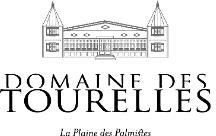 DOMAINE DES
TOURELLES
La Plaine des Palmistes